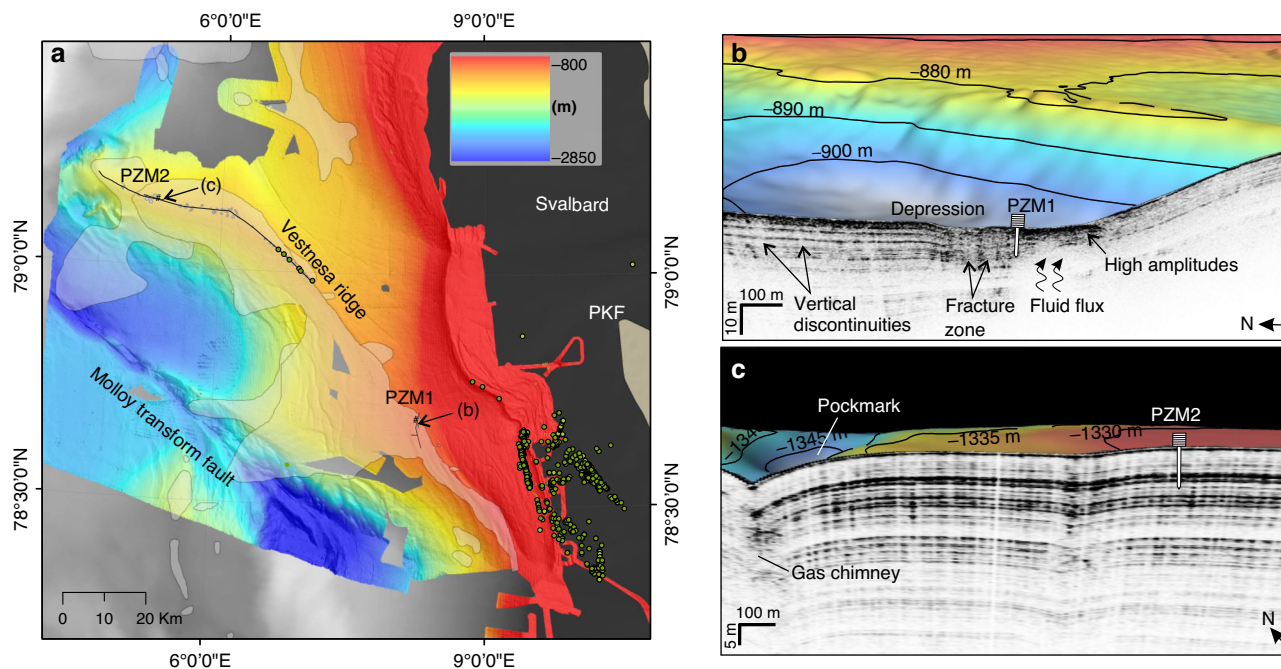 6°0'0"E
9°0'0"E
a
–800
(m)
–2850
PZM2
(c)
Svalbard
Vestnesa ridge
79°0'0"N
79°0'0"N
PKF
Molloy transform fault
PZM1
(b)
78°30'0"N
78°30'0"N
0 10 20 Km
6°0'0"E
9°0'0"E
b
–880 m
–890 m
–900 m
Depression
PZM1
High amplitudes
Vertical
discontinuities
Fracture
zone
Fluid flux
100 m
10 m
N
c
Pockmark
PZM2
–1345 m
–1335 m
–1330 m
Gas chimney
100 m
5 m
N